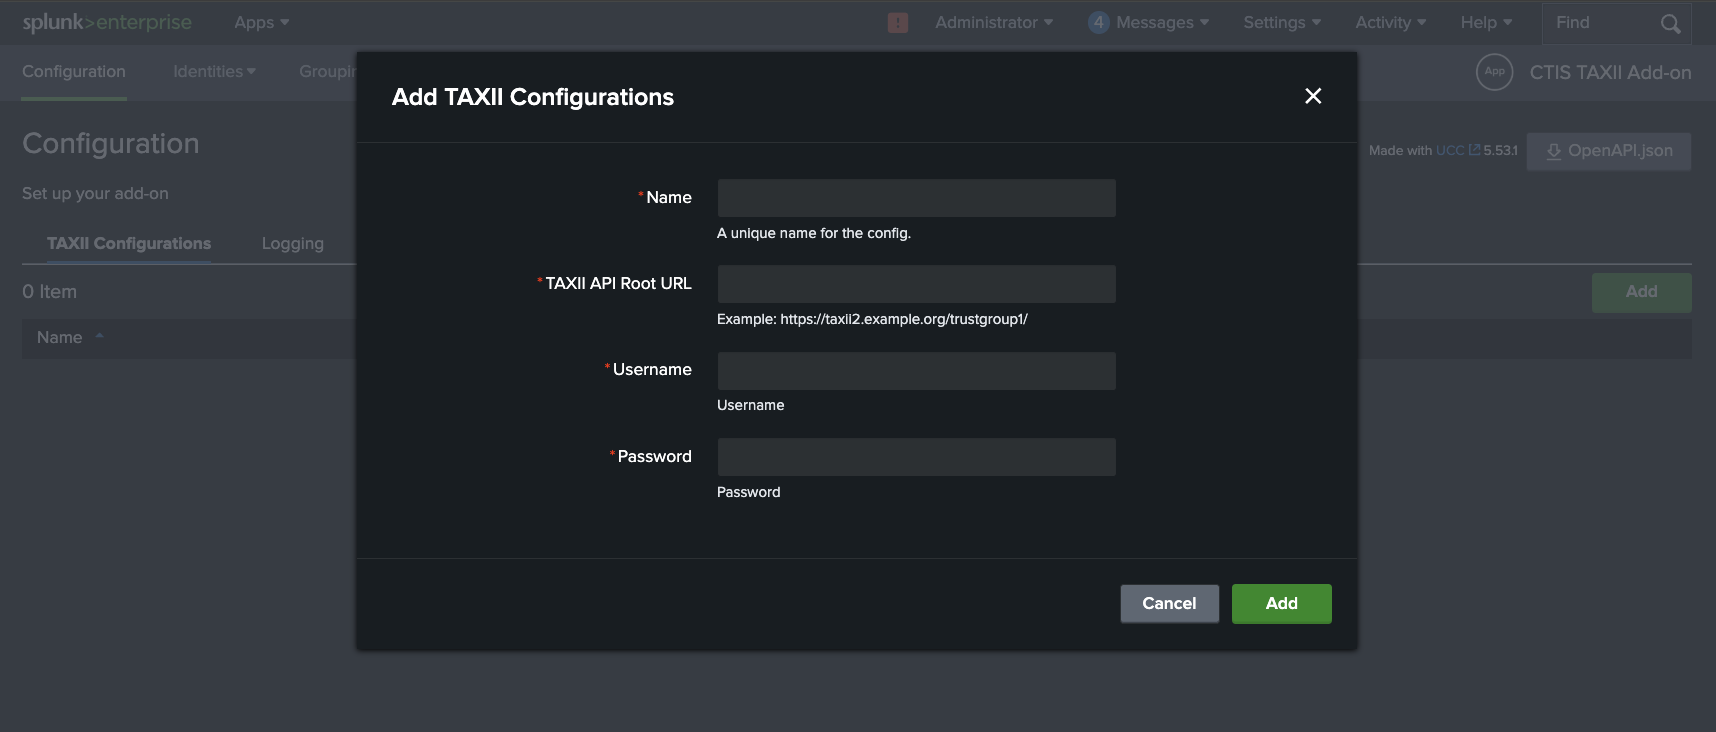 splunk>enterprise Apps ! Administrator 4 Messages Settings Activity Help Find
Configuration Identities App CTIS TAXII Add-on
Add TAXII Configurations
Configuration
Made with UCC 5.53.1 OpenAPI.json
Set up your add-on
TAXII Configurations Logging
0 Item
Add
Name
*Name
A unique name for the config.
*TAXII API Root URL
Example: https://taxii2.example.org/trustgroup1/
*Username
Username
*Password
Password
Cancel Add